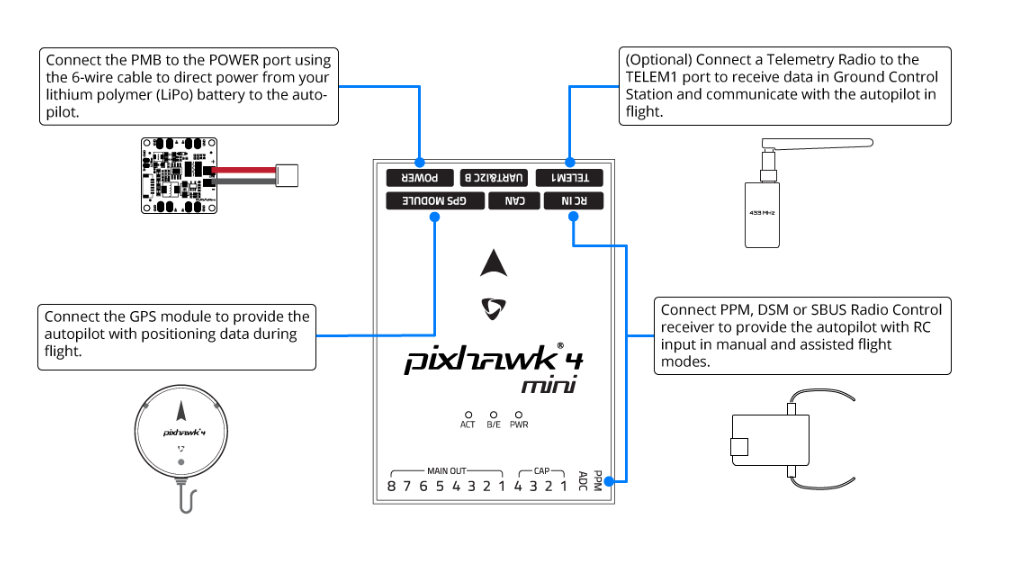 Connect the PMB to the POWER port using
the 6-wire cable to direct power from your
lithium polymer (LiPo) battery to the auto-
pilot.
(Optional) Connect a Telemetry Radio to the
TELEM1 port to receive data in Ground Control
Station and communicate with the autopilot in
flight.
POWER
UART&I2C B
TELEM1
GPS MODULE
CAN
RC IN
433 MHz
Connect the GPS module to provide the
autopilot with positioning data during
flight.
Connect PPM, DSM or SBUS Radio Control
receiver to provide the autopilot with RC
input in manual and assisted flight
modes.
pixhawk® 4
mini
pixhawk 4
ACT B/E PWR
MAIN OUT CAP
8 7 6 5 4 3 2 1 4 3 2 1 ADC PPM